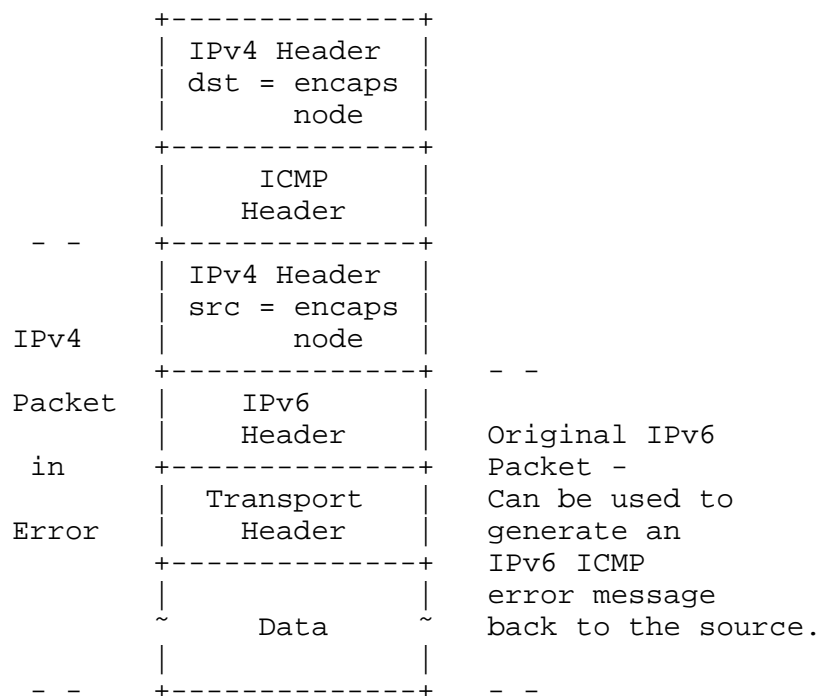 +--------------+
         | IPv4 Header  |
         | dst = encaps |
         |       node   |
         +--------------+
         |     ICMP     |
         |    Header    |
  - -    +--------------+
         | IPv4 Header  |
         | src = encaps |
 IPv4    |       node   |
         +--------------+   - -
 Packet  |    IPv6      |
         |    Header    |   Original IPv6
  in     +--------------+   Packet -
         |  Transport   |   Can be used to
 Error   |    Header    |   generate an
         +--------------+   IPv6 ICMP
         |              |   error message
         ~     Data     ~   back to the source.
         |              |
  - -    +--------------+   - -